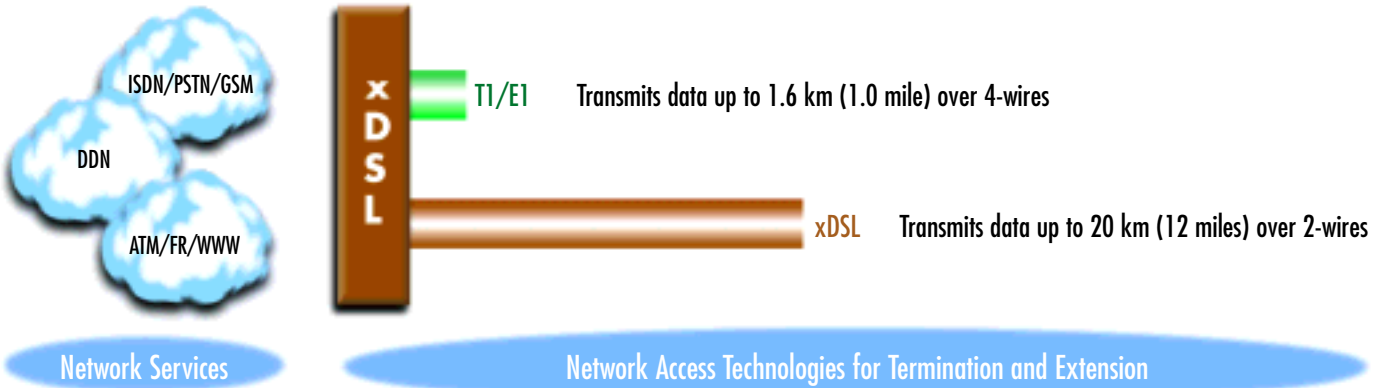 ISDN/PSTN/GSM
DDN
ATM/FR/WWW
xDSL
T1/E1 Transmits data up to 1.6 km (1.0 mile) over 4-wires
xDSL Transmits data up to 20 km (12 miles) over 2-wires
Network Services
Network Access Technologies for Termination and Extension